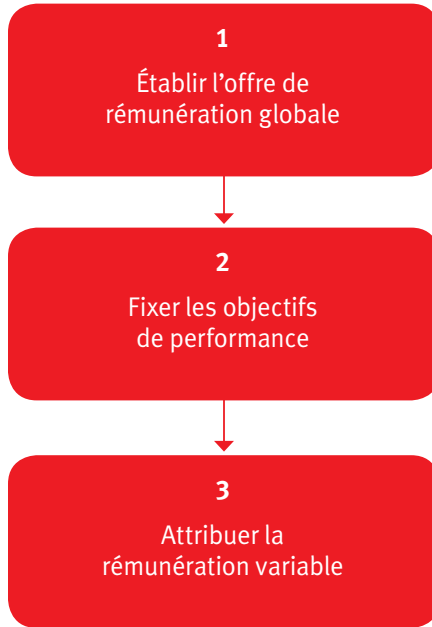 1
Établir l’offre de
rémunération globale
2
Fixer les objectifs
de performance
3
Attribuer la
rémunération variable